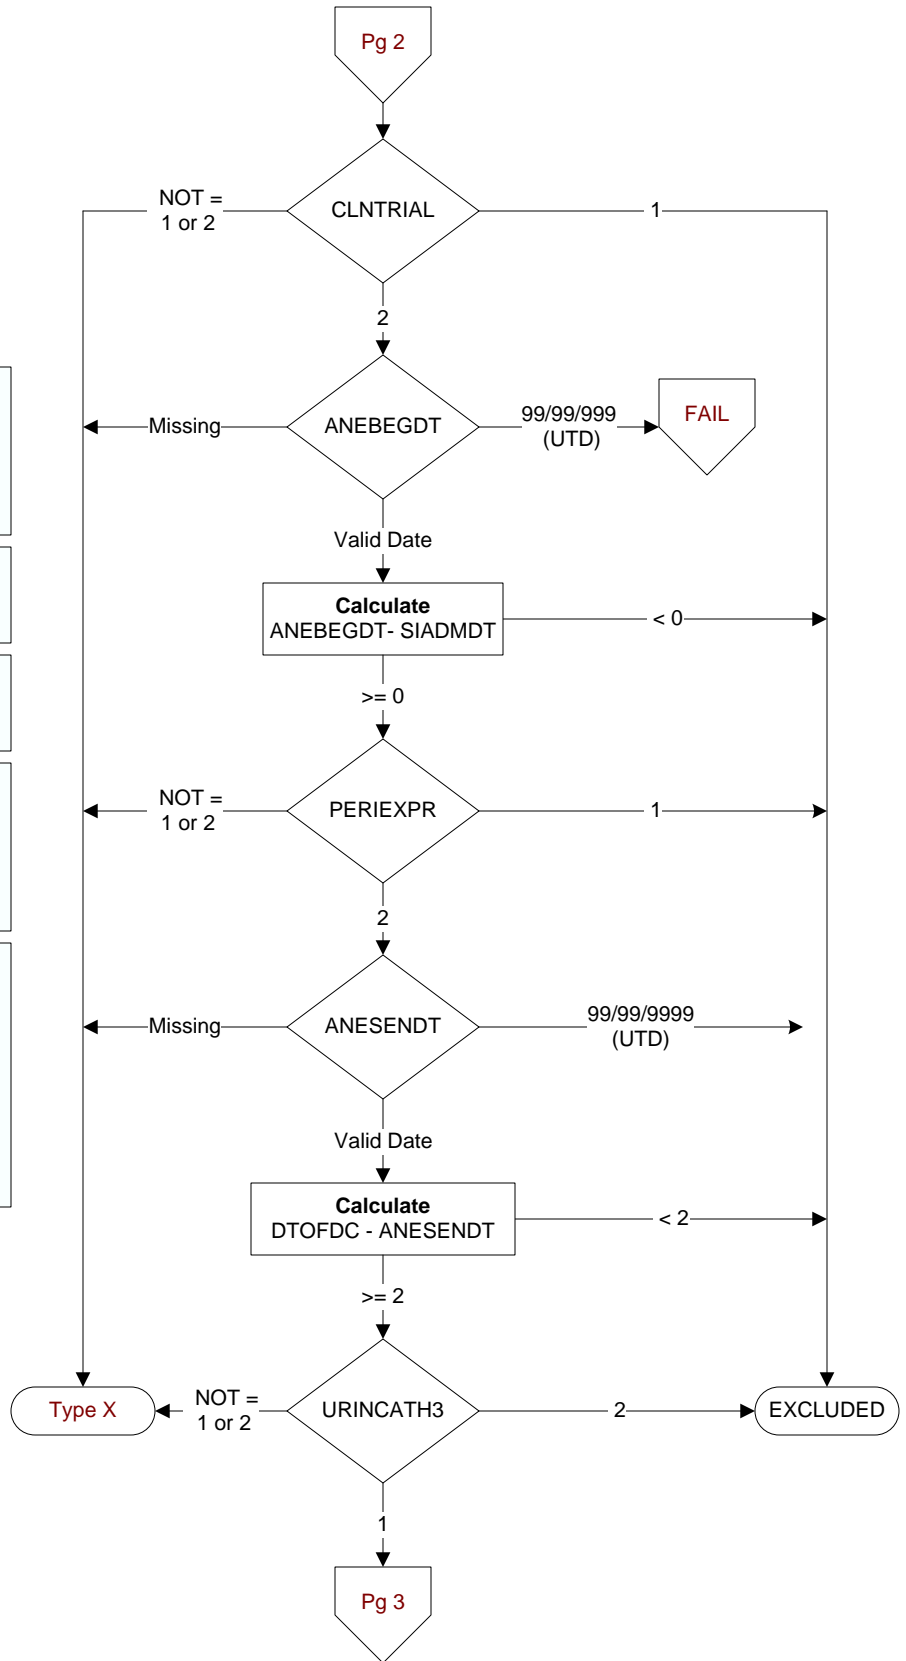 Pg 2
CLNTRIAL
NOT =
1 or 2
1
2
ANEBEGDT
Missing
99/99/999
(UTD)
FAIL
Valid Date
Calculate
ANEBEGDT- SIADMDT
< 0
>= 0
PERIEXPR
NOT =
1 or 2
1
2
ANESENDT
Missing
99/99/9999
(UTD)
Valid Date
Calculate
DTOFDC - ANESENDT
< 2
>= 2
URINCATH3
NOT =
1 or 2
Type X
2
EXCLUDED
1
Pg 3